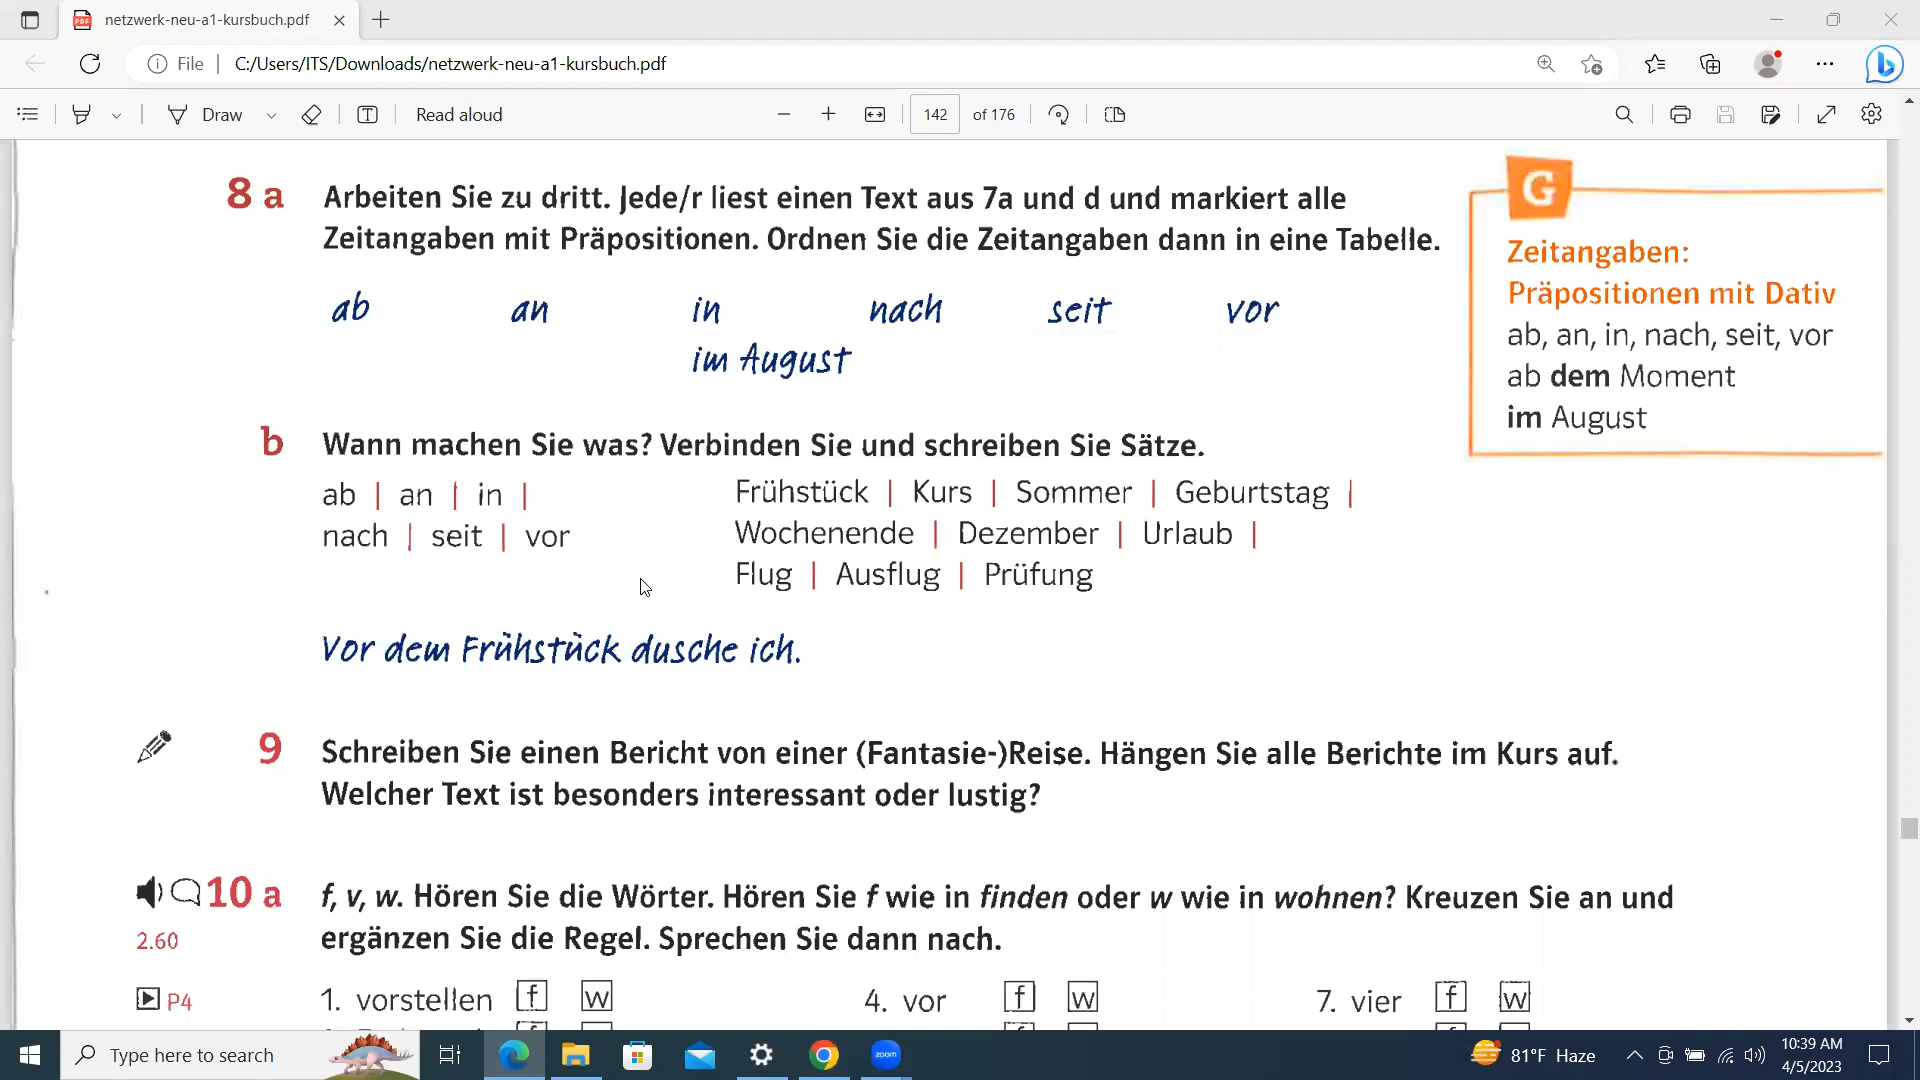 netzwerk-neu-a1-kursbuch.pdf
File | C:/Users/ITS/Downloads/netzwerk-neu-a1-kursbuch.pdf
Draw Read aloud 142 of 176
8 a Arbeiten Sie zu dritt. Jede/r liest einen Text aus 7a und d und markiert alle
Zeitangaben mit Präpositionen. Ordnen Sie die Zeitangaben dann in eine Tabelle.
ab an in nach seit vor
im August
G
Zeitangaben:
Präpositionen mit Dativ
ab, an, in, nach, seit, vor
ab dem Moment
im August
b Wann machen Sie was? Verbinden Sie und schreiben Sie Sätze.
ab | an | in |
nach | seit | vor
Frühstück | Kurs | Sommer | Geburtstag |
Wochenende | Dezember | Urlaub |
Flug | Ausflug | Prüfung
Vor dem Frühstück dusche ich.
9 Schreiben Sie einen Bericht von einer (Fantasie-)Reise. Hängen Sie alle Berichte im Kurs auf.
Welcher Text ist besonders interessant oder lustig?
10 a f, v, w. Hören Sie die Wörter. Hören Sie f wie in finden oder w wie in wohnen? Kreuzen Sie an und
2.60 ergänzen Sie die Regel. Sprechen Sie dann nach.
P4 1. vorstellen f w 4. vor f w 7. vier f w
Type here to search
zoom
81°F Haze
10:39 AM
4/5/2023